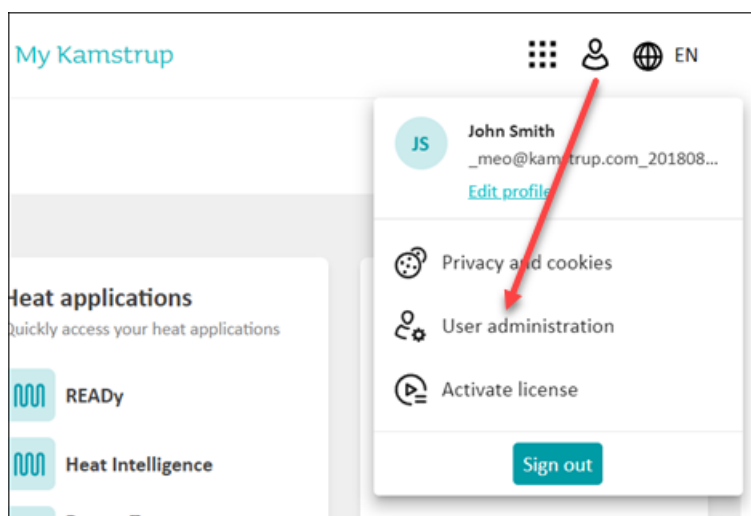 My Kamstrup
EN
JS
John Smith
_meo@kamstrup.com_201808...
Edit profile
Privacy and cookies
User administration
Activate license
Sign out
Heat applications
Quickly access your heat applications
READy
Heat Intelligence